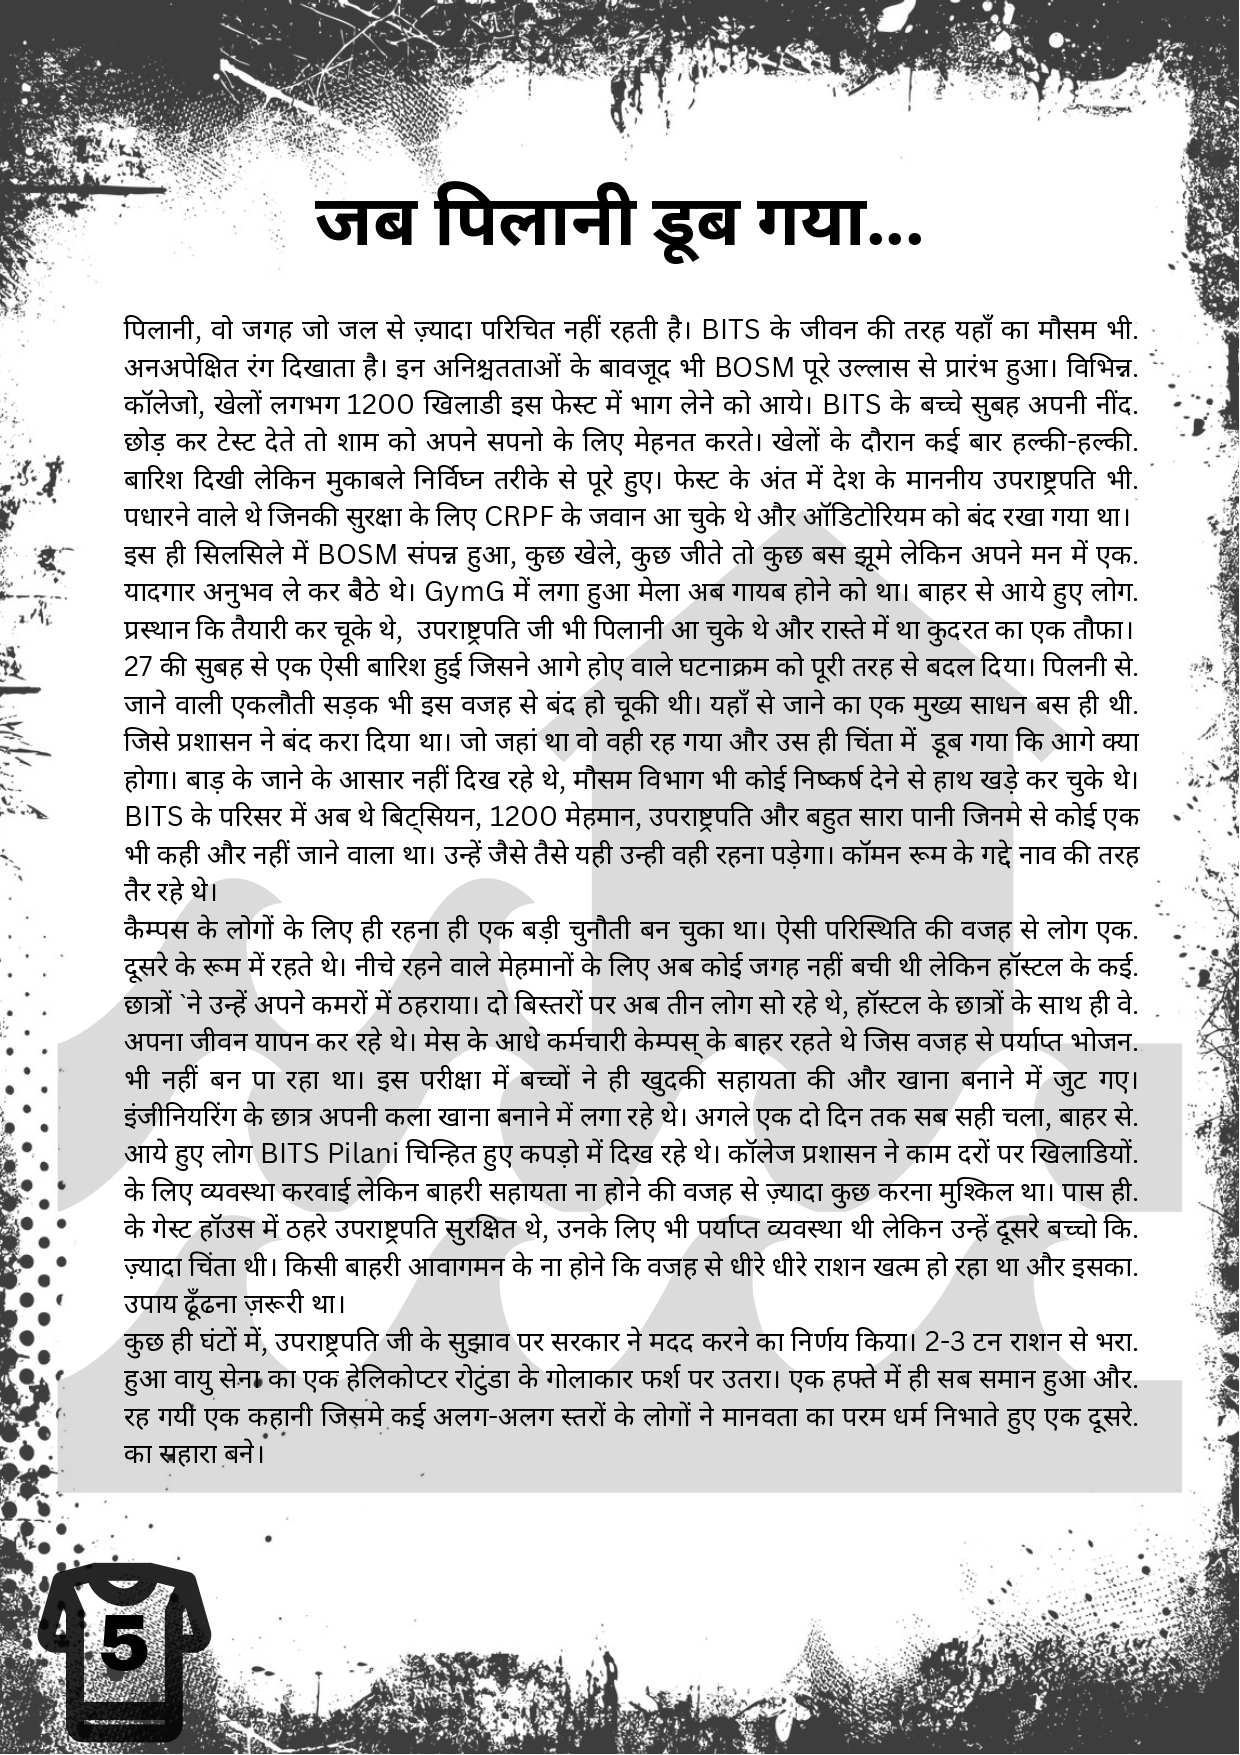 जब पिलानी डूब गया...
पिलानी, वो जगह जो जल से ज़्यादा परिचित नहीं रहती है। BITS के जीवन की तरह यहाँ का मौसम भी.
अनअपेक्षित रंग दिखाता है। इन अनिश्चतताओं के बावजूद भी BOSM पूरे उल्लास से प्रारंभ हुआ। विभिन्न.
कॉलेजो, खेलों लगभग 1200 खिलाडी इस फेस्ट में भाग लेने को आये। BITS के बच्चे सुबह अपनी नींद.
छोड़ कर टेस्ट देते तो शाम को अपने सपनो के लिए मेहनत करते। खेलों के दौरान कई बार हल्की-हल्की.
बारिश दिखी लेकिन मुकाबले निर्विघ्न तरीके से पूरे हुए। फेस्ट के अंत में देश के माननीय उपराष्ट्रपति भी.
पधारने वाले थे जिनकी सुरक्षा के लिए CRPF के जवान आ चुके थे और ऑडिटोरियम को बंद रखा गया था।
इस ही सिलसिले में BOSM संपन्न हुआ, कुछ खेले, कुछ जीते तो कुछ बस झूमे लेकिन अपने मन में एक.
यादगार अनुभव ले कर बैठे थे। GymG में लगा हुआ मेला अब गायब होने को था। बाहर से आये हुए लोग.
प्रस्थान कि तैयारी कर चूके थे, उपराष्ट्रपति जी भी पिलानी आ चुके थे और रास्ते में था कुदरत का एक तौफा।
27 की सुबह से एक ऐसी बारिश हुई जिसने आगे होए वाले घटनाक्रम को पूरी तरह से बदल दिया। पिलनी से.
जाने वाली एकलौती सड़क भी इस वजह से बंद हो चूकी थी। यहाँ से जाने का एक मुख्य साधन बस ही थी.
जिसे प्रशासन ने बंद करा दिया था। जो जहां था वो वही रह गया और उस ही चिंता में डूब गया कि आगे क्या
होगा। बाड़ के जाने के आसार नहीं दिख रहे थे, मौसम विभाग भी कोई निष्कर्ष देने से हाथ खड़े कर चुके थे।
BITS के परिसर में अब थे बिट्सियन, 1200 मेहमान, उपराष्ट्रपति और बहुत सारा पानी जिनमे से कोई एक
भी कही और नहीं जाने वाला था। उन्हें जैसे तैसे यही उन्ही वही रहना पड़ेगा। कॉमन रूम के गद्दे नाव की तरह
तैर रहे थे।
कैम्पस के लोगों के लिए ही रहना ही एक बड़ी चुनौती बन चुका था। ऐसी परिस्थिति की वजह से लोग एक.
दूसरे के रूम में रहते थे। नीचे रहने वाले मेहमानों के लिए अब कोई जगह नहीं बची थी लेकिन हॉस्टल के कई.
छात्रों `ने उन्हें अपने कमरों में ठहराया। दो बिस्तरों पर अब तीन लोग सो रहे थे, हॉस्टल के छात्रों के साथ ही वे.
अपना जीवन यापन कर रहे थे। मेस के आधे कर्मचारी केम्पस् के बाहर रहते थे जिस वजह से पर्याप्त भोजन.
भी नहीं बन पा रहा था। इस परीक्षा में बच्चों ने ही खुदकी सहायता की और खाना बनाने में जुट गए।
इंजीनियरिंग के छात्र अपनी कला खाना बनाने में लगा रहे थे। अगले एक दो दिन तक सब सही चला, बाहर से.
आये हुए लोग BITS Pilani चिन्हित हुए कपड़ो में दिख रहे थे। कॉलेज प्रशासन ने काम दरों पर खिलाडियों.
के लिए व्यवस्था करवाई लेकिन बाहरी सहायता ना होने की वजह से ज़्यादा कुछ करना मुश्किल था। पास ही.
के गेस्ट हॉउस में ठहरे उपराष्ट्रपति सुरक्षित थे, उनके लिए भी पर्याप्त व्यवस्था थी लेकिन उन्हें दूसरे बच्चो कि.
ज़्यादा चिंता थी। किसी बाहरी आवागमन के ना होने कि वजह से धीरे धीरे राशन खत्म हो रहा था और इसका.
उपाय ढूँढना ज़रूरी था।
कुछ ही घंटों में, उपराष्ट्रपति जी के सुझाव पर सरकार ने मदद करने का निर्णय किया। 2-3 टन राशन से भरा.
हुआ वायु सेना का एक हेलिकोप्टर रोटुंडा के गोलाकार फर्श पर उतरा। एक हफ्ते में ही सब समान हुआ और.
रह गयीं एक कहानी जिसमे कई अलग-अलग स्तरों के लोगों ने मानवता का परम धर्म निभाते हुए एक दूसरे.
का सहारा बने।
5